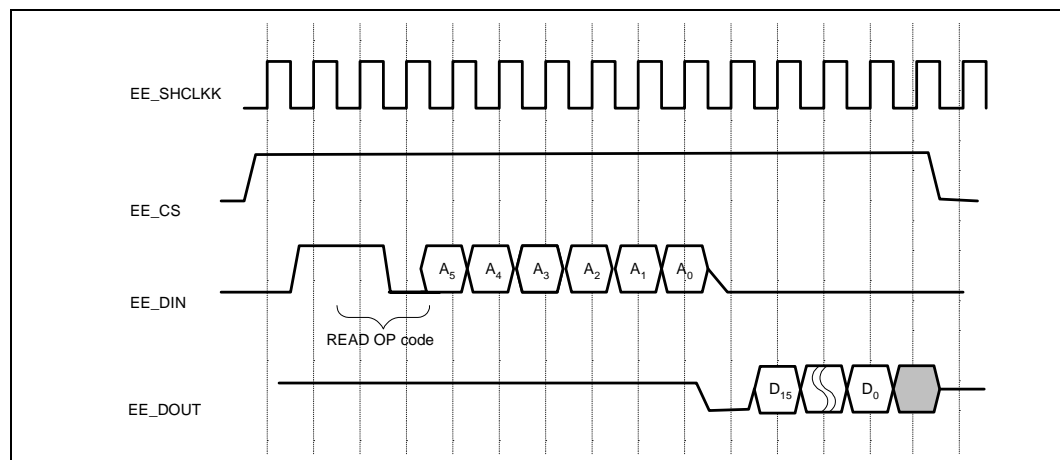 EE_SHCLKK
EE_CS
EE_DIN
A5 A4 A3 A2 A1 A0
READ OP code
EE_DOUT
D15 D0